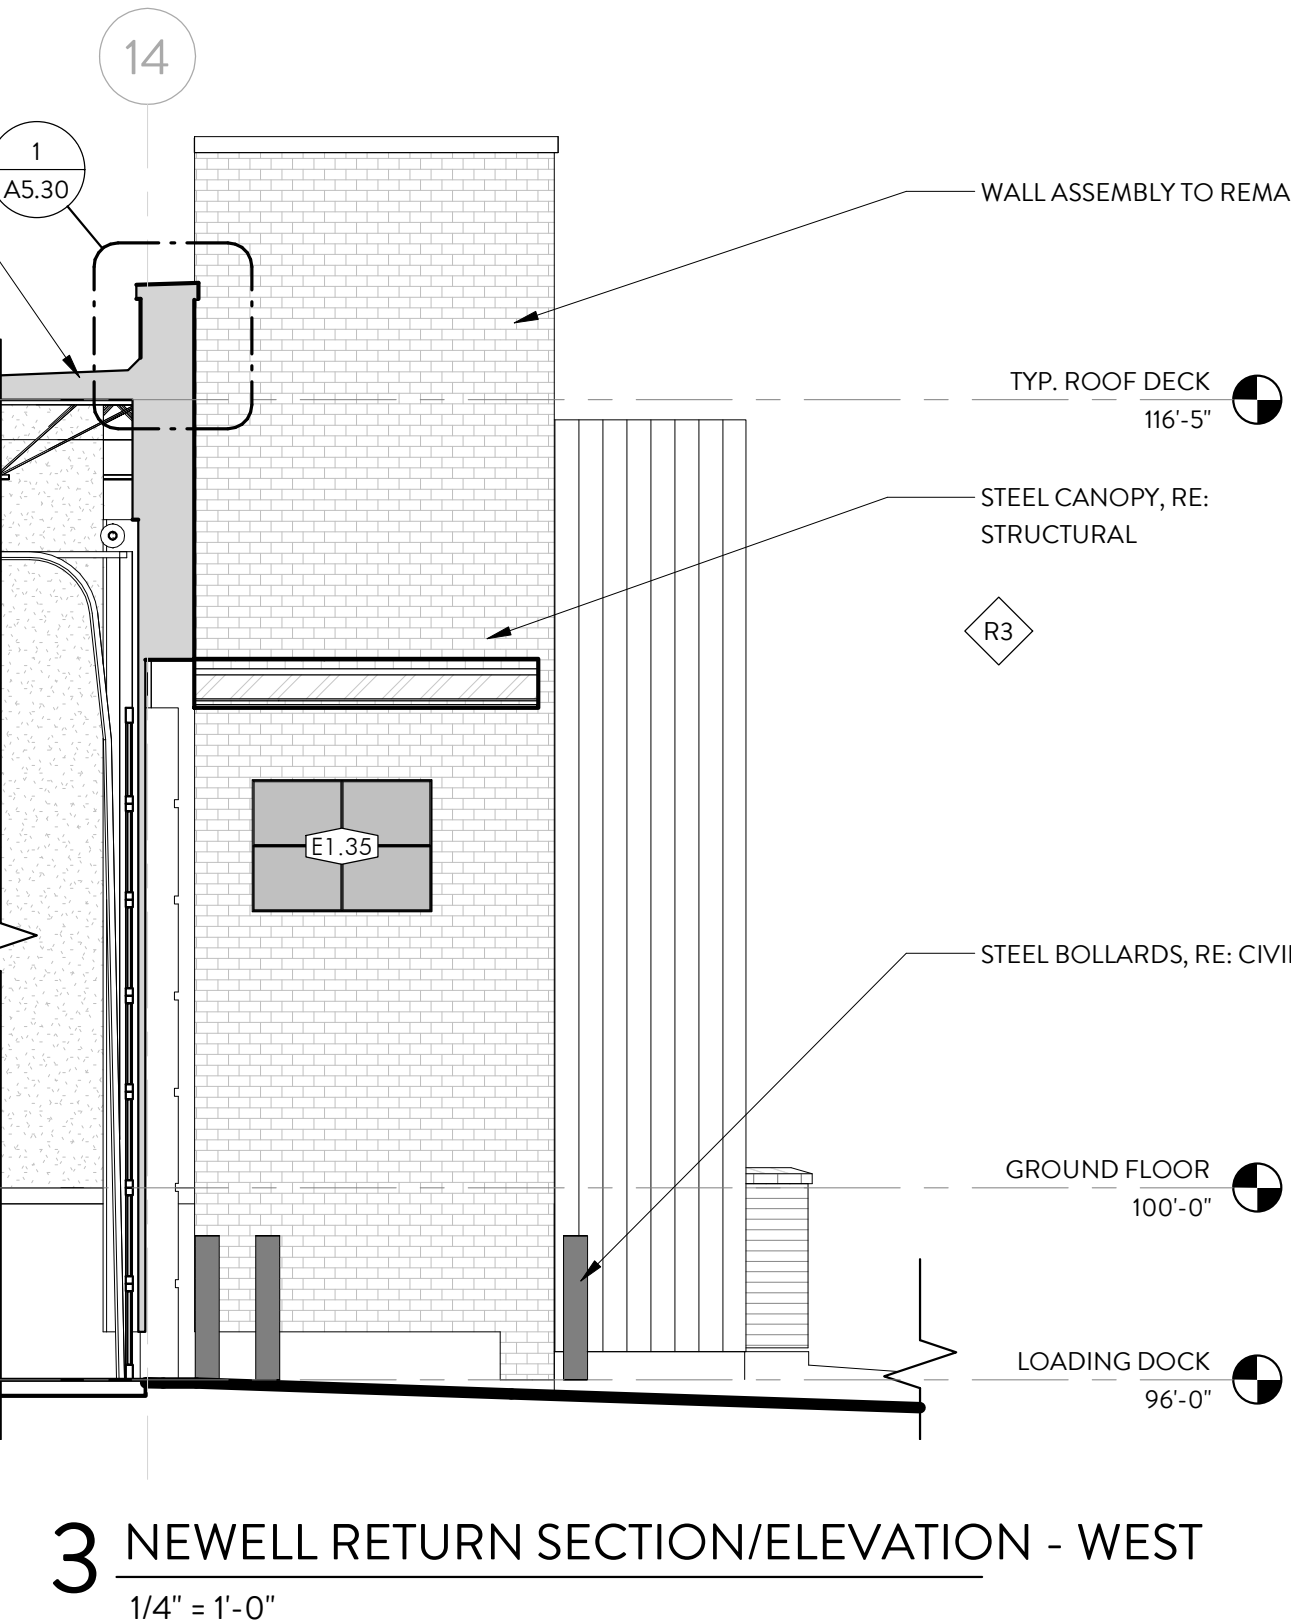 14
1
A5.30
WALL ASSEMBLY TO REMA
TYP. ROOF DECK
116'-5"
STEEL CANOPY, RE:
STRUCTURAL
R3
E1.35
STEEL BOLLARDS, RE: CIVI
GROUND FLOOR
100'-0"
LOADING DOCK
96'-0"
3 NEWELL RETURN SECTION/ELEVATION - WEST
1/4" = 1'-0"